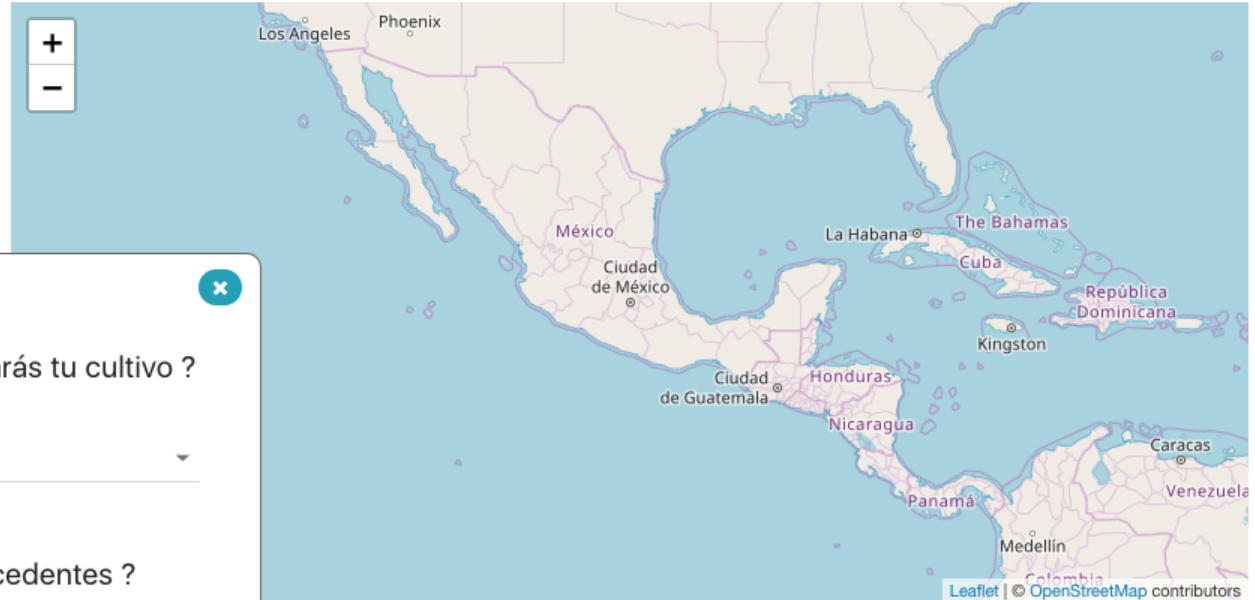 +
−
Los Angeles
Phoenix
México
Ciudad
de México
La Habana
The Bahamas
Cuba
República
Dominicana
Kingston
Ciudad
de Guatemala
Honduras
Nicaragua
Panamá
Caracas
Venezuela
Medellín
Colombia
×
rás tu cultivo ?
cedentes ?
Leaflet | © OpenStreetMap contributors